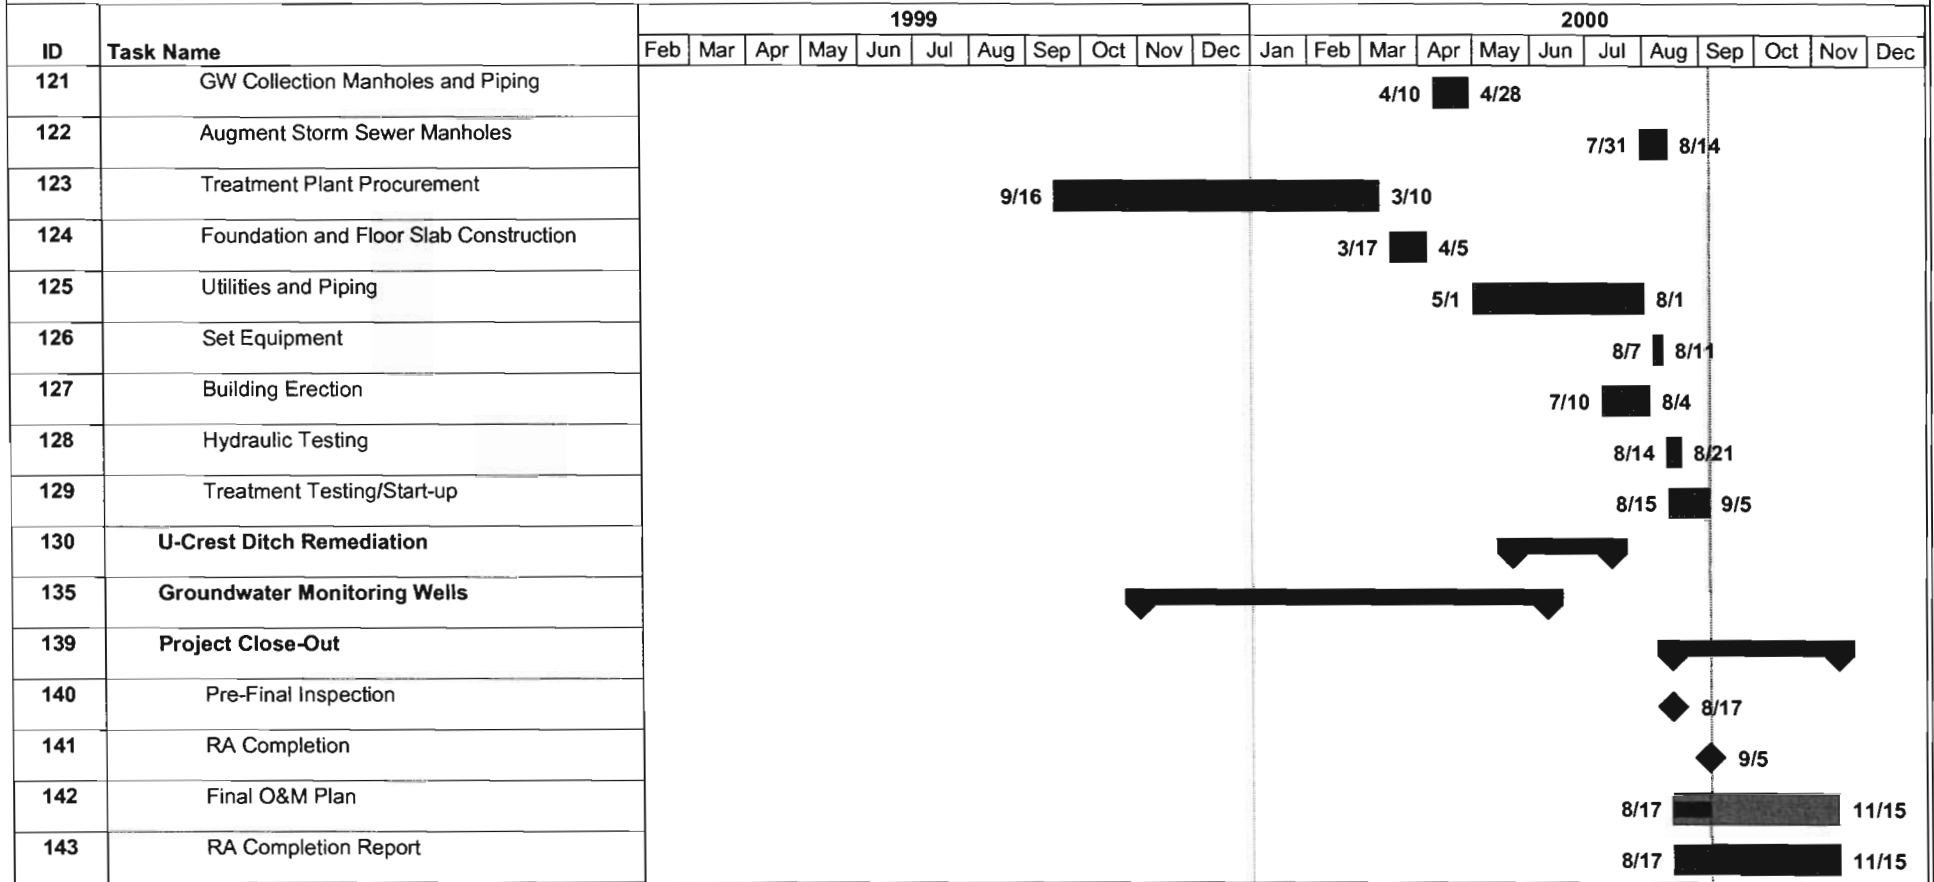 1999 2000
ID Task Name Feb Mar Apr May Jun Jul Aug Sep Oct Nov Dec Jan Feb Mar Apr May Jun Jul Aug Sep Oct Nov Dec
121 GW Collection Manholes and Piping 4/10 4/28
122 Augment Storm Sewer Manholes 7/31 8/14
123 Treatment Plant Procurement 9/16 3/10
124 Foundation and Floor Slab Construction 3/17 4/5
125 Utilities and Piping 5/1 8/1
126 Set Equipment 8/7 8/11
127 Building Erection 7/10 8/4
128 Hydraulic Testing 8/14 8/21
129 Treatment Testing/Start-up 8/15 9/5
130 U-Crest Ditch Remediation
135 Groundwater Monitoring Wells
139 Project Close-Out
140 Pre-Final Inspection 8/17
141 RA Completion 9/5
142 Final O&M Plan 8/17 11/15
143 RA Completion Report 8/17 11/15